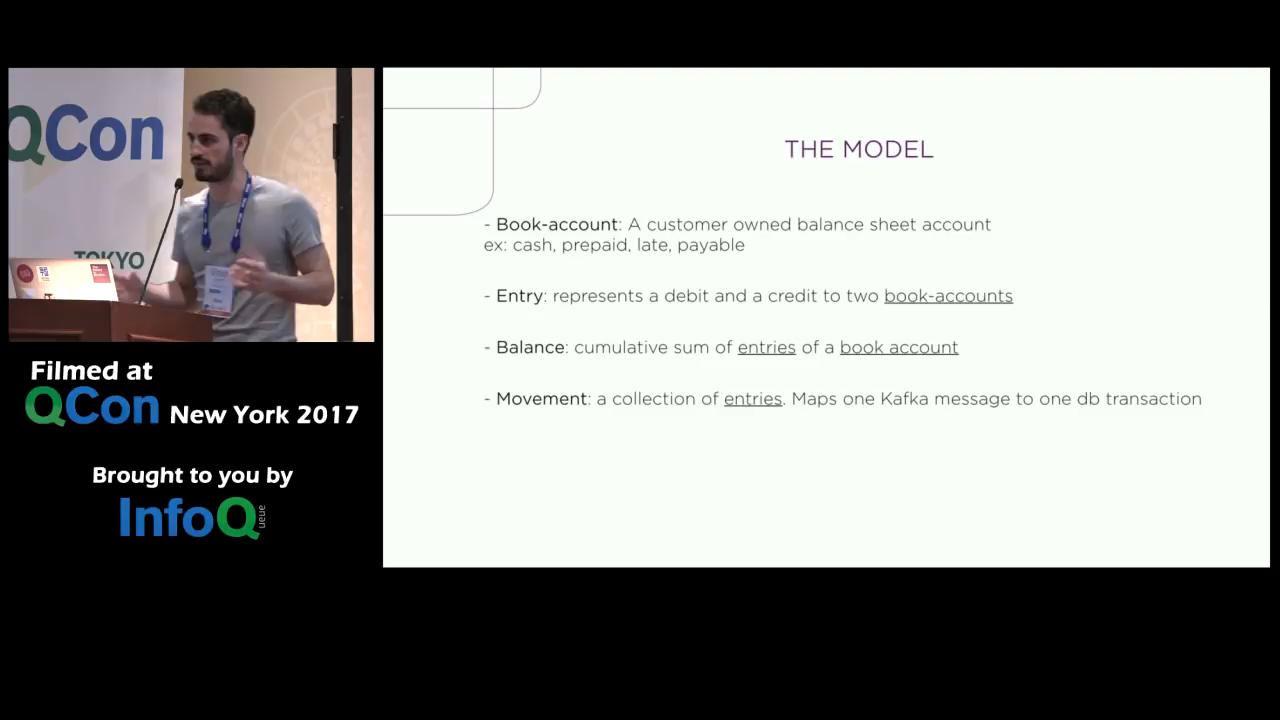 QCon
TOKYO
Filmed at
QCon New York 2017
Brought to you by
InfoQ
ueue
THE MODEL
- Book-account: A customer owned balance sheet account
ex: cash, prepaid, late, payable
- Entry: represents a debit and a credit to two book-accounts
- Balance: cumulative sum of entries of a book account
- Movement: a collection of entries. Maps one Kafka message to one db transaction